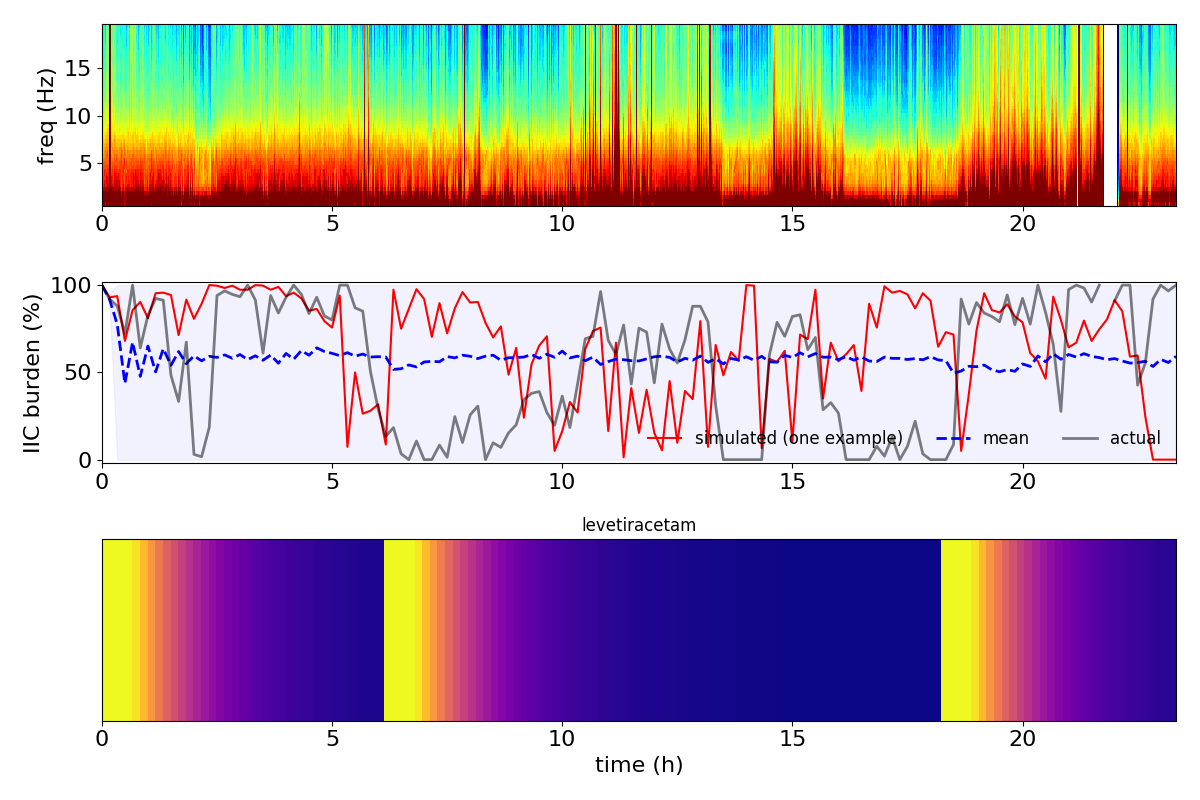 freq (Hz)
15
10
5
0 5 10 15 20
IIC burden (%)
100
50
0
simulated (one example) mean actual
0 5 10 15 20
levetiracetam
0 5 10 15 20
time (h)